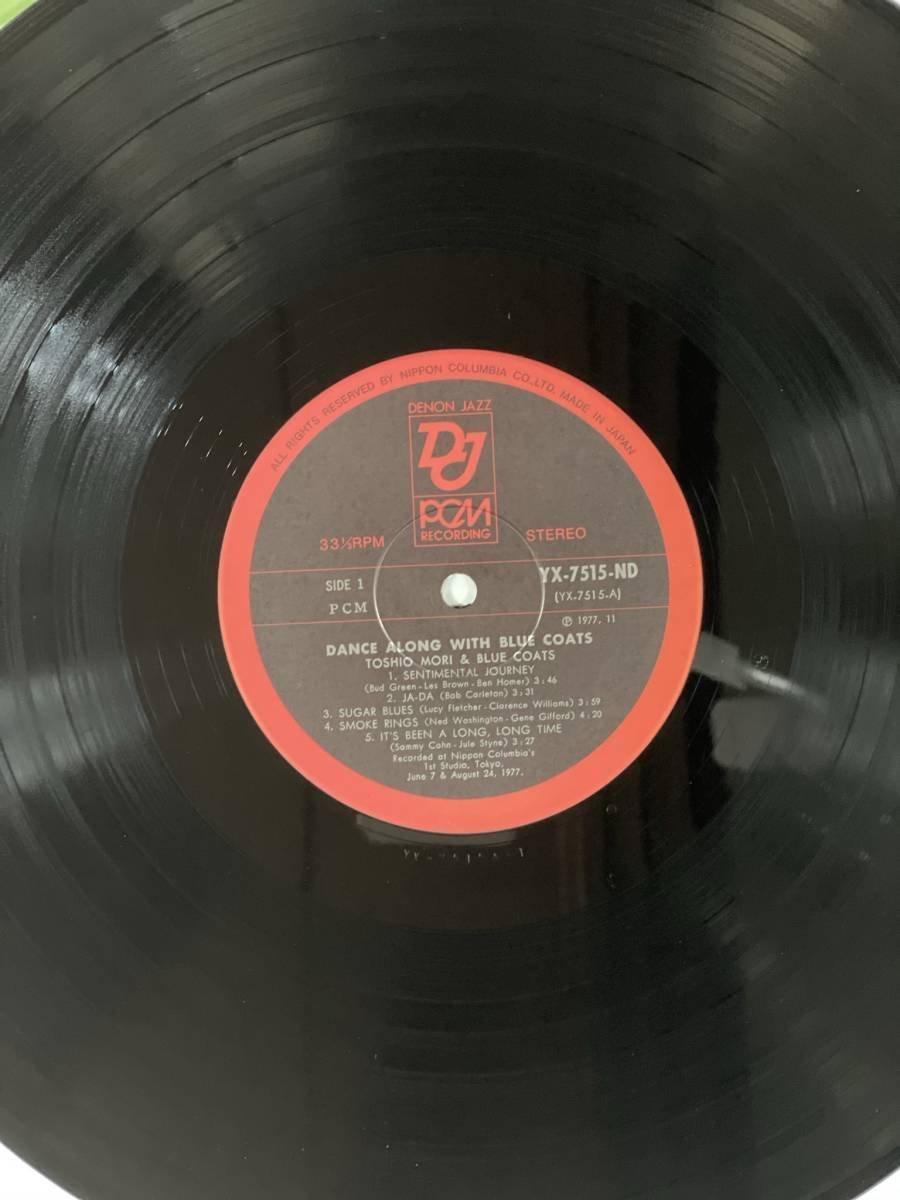 ALL RIGHTS RESERVED BY NIPPON COLUMBIA CO., LTD. MADE IN JAPAN
DENON JAZZ
DJ
PCM
RECORDING
33⅓RPM
STEREO
SIDE 1
PCM
YX-7515-ND
(YX-7515-A)
Ⓟ 1977. 11
DANCE ALONG WITH BLUE COATS
TOSHIO MORI & BLUE COATS
1. SENTIMENTAL JOURNEY
(Bud Green - Les Brown - Ben Homer) 3:46
2. JA-DA (Bob Carleton) 3:31
3. SUGAR BLUES (Lucy Fletcher - Clarence Williams) 3:59
4. SMOKE RINGS (Ned Washington - Gene Gifford) 4:20
5. IT'S BEEN A LONG, LONG TIME
(Sammy Cahn - Jule Styne) 3:27
Recorded at Nippon Columbia's
1st Studio, Tokyo,
June 7 & August 24, 1977.